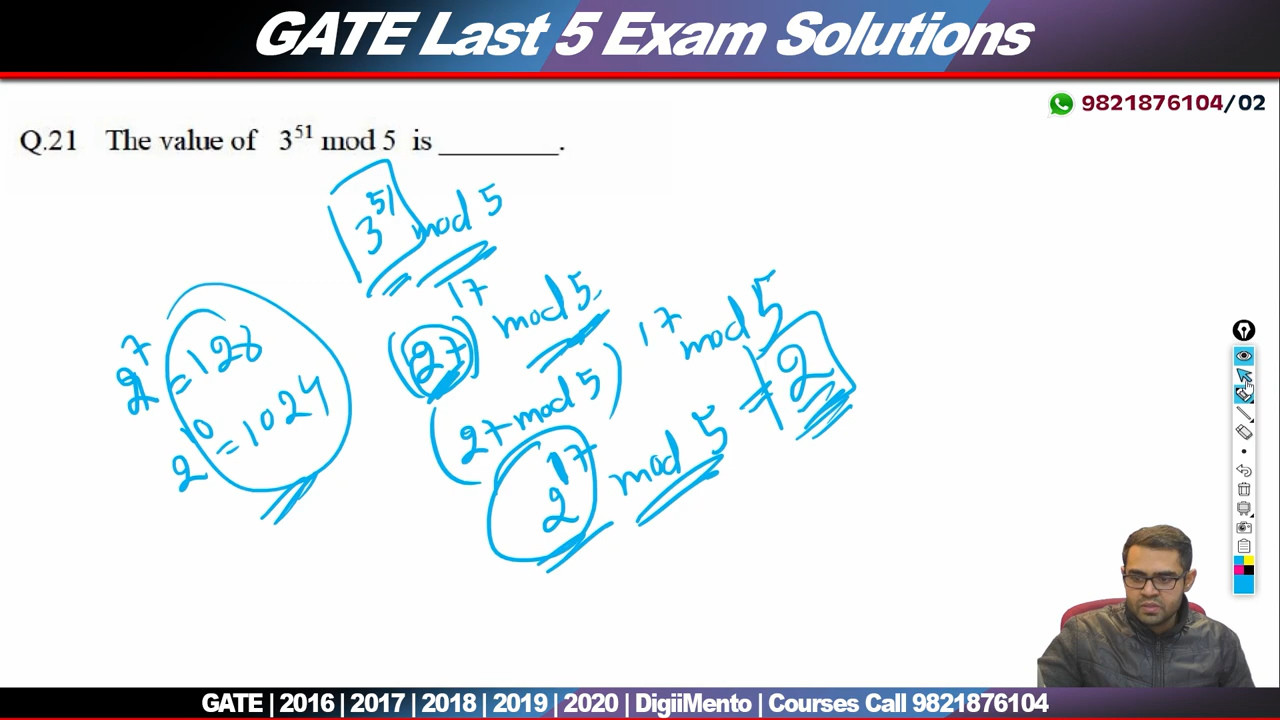 GATE Last 5 Exam Solutions
9821876104/02
Q.21 The value of 3^51 mod 5 is ________.
3^51 mod 5
(27)^17 mod 5
(27 mod 5)^17 mod 5
2^17 mod 5 = 2
2^7 = 128
2^10 = 1024
GATE | 2016 | 2017 | 2018 | 2019 | 2020 | DigiiMento | Courses Call 9821876104